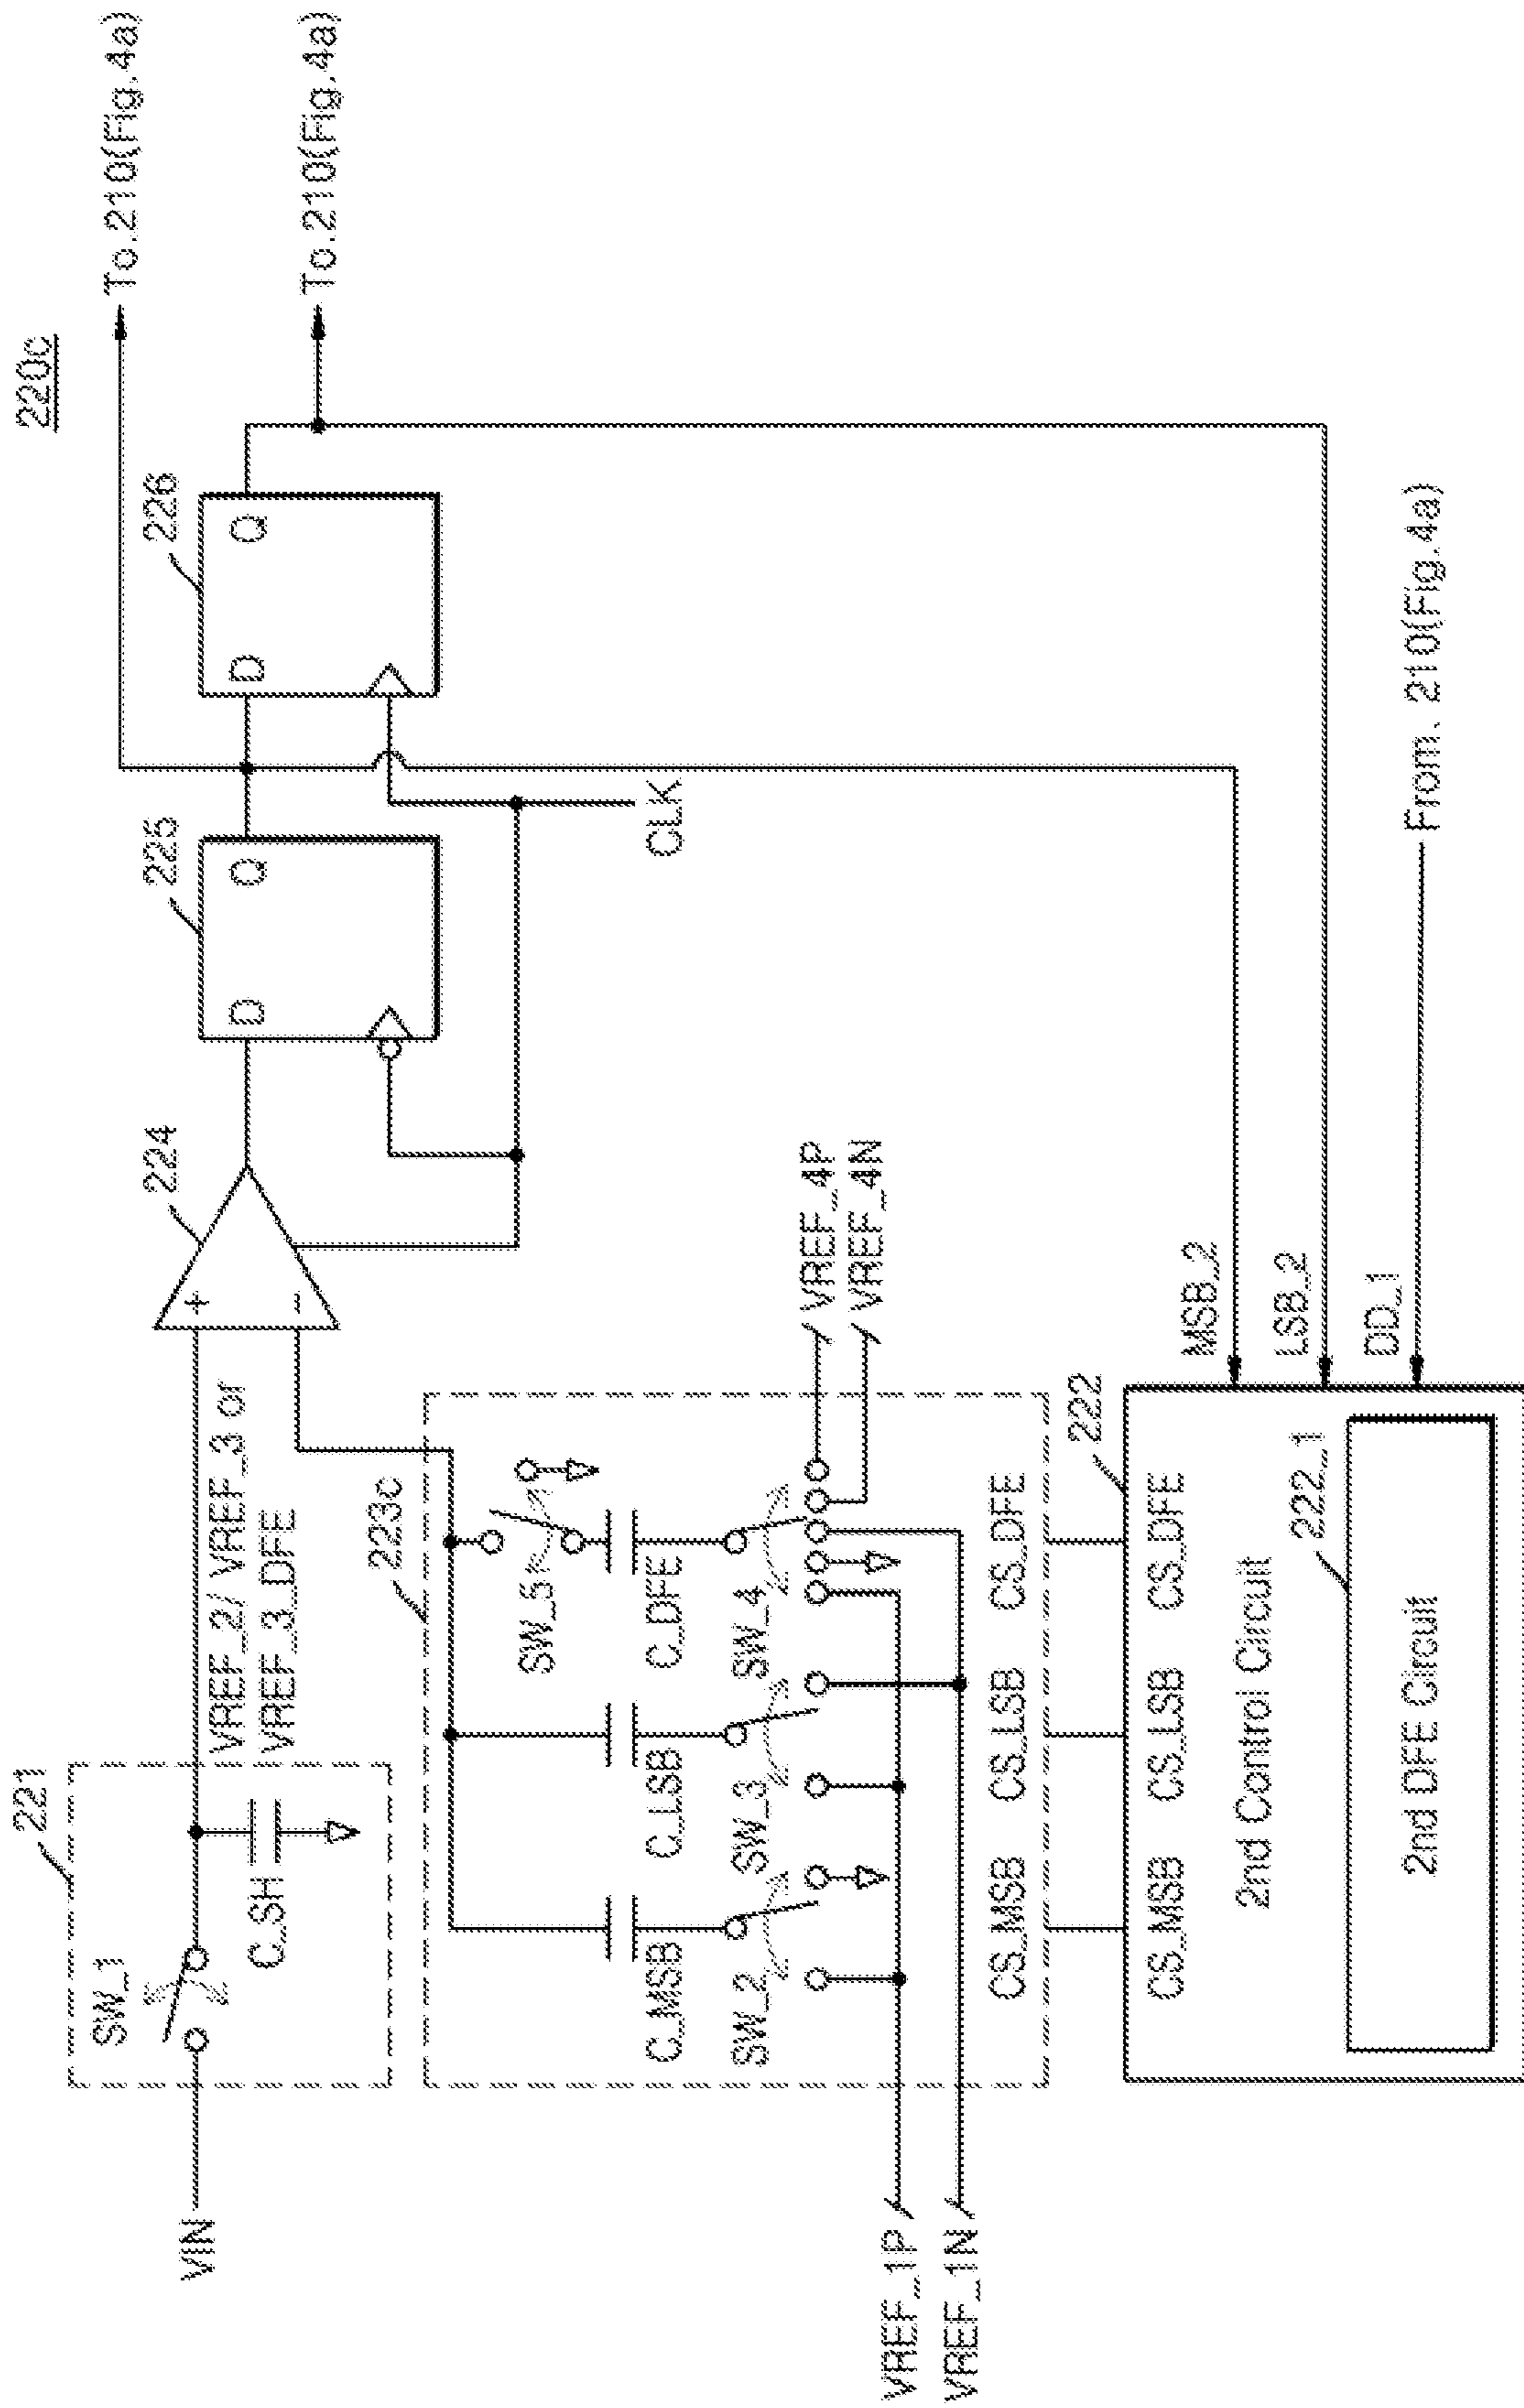 220c
To.210(Fig.4a)
To.210(Fig.4a)
221
SW_1
C_SH
VIN
VREF_2/ VREF_3 or
VREF_3_DFE
224
+
−
225
D
Q
226
D
Q
CLK
223c
SW_5
C_MSB
C_LSB
C_DFE
SW_2
SW_3
SW_4
VREF_4P
VREF_4N
VREF_1P
VREF_1N
CS_MSB
CS_LSB
CS_DFE
222
CS_MSB
CS_LSB
CS_DFE
2nd Control Circuit
222_1
2nd DFE Circuit
MSB_2
LSB_2
DD_1
From. 210(Fig.4a)